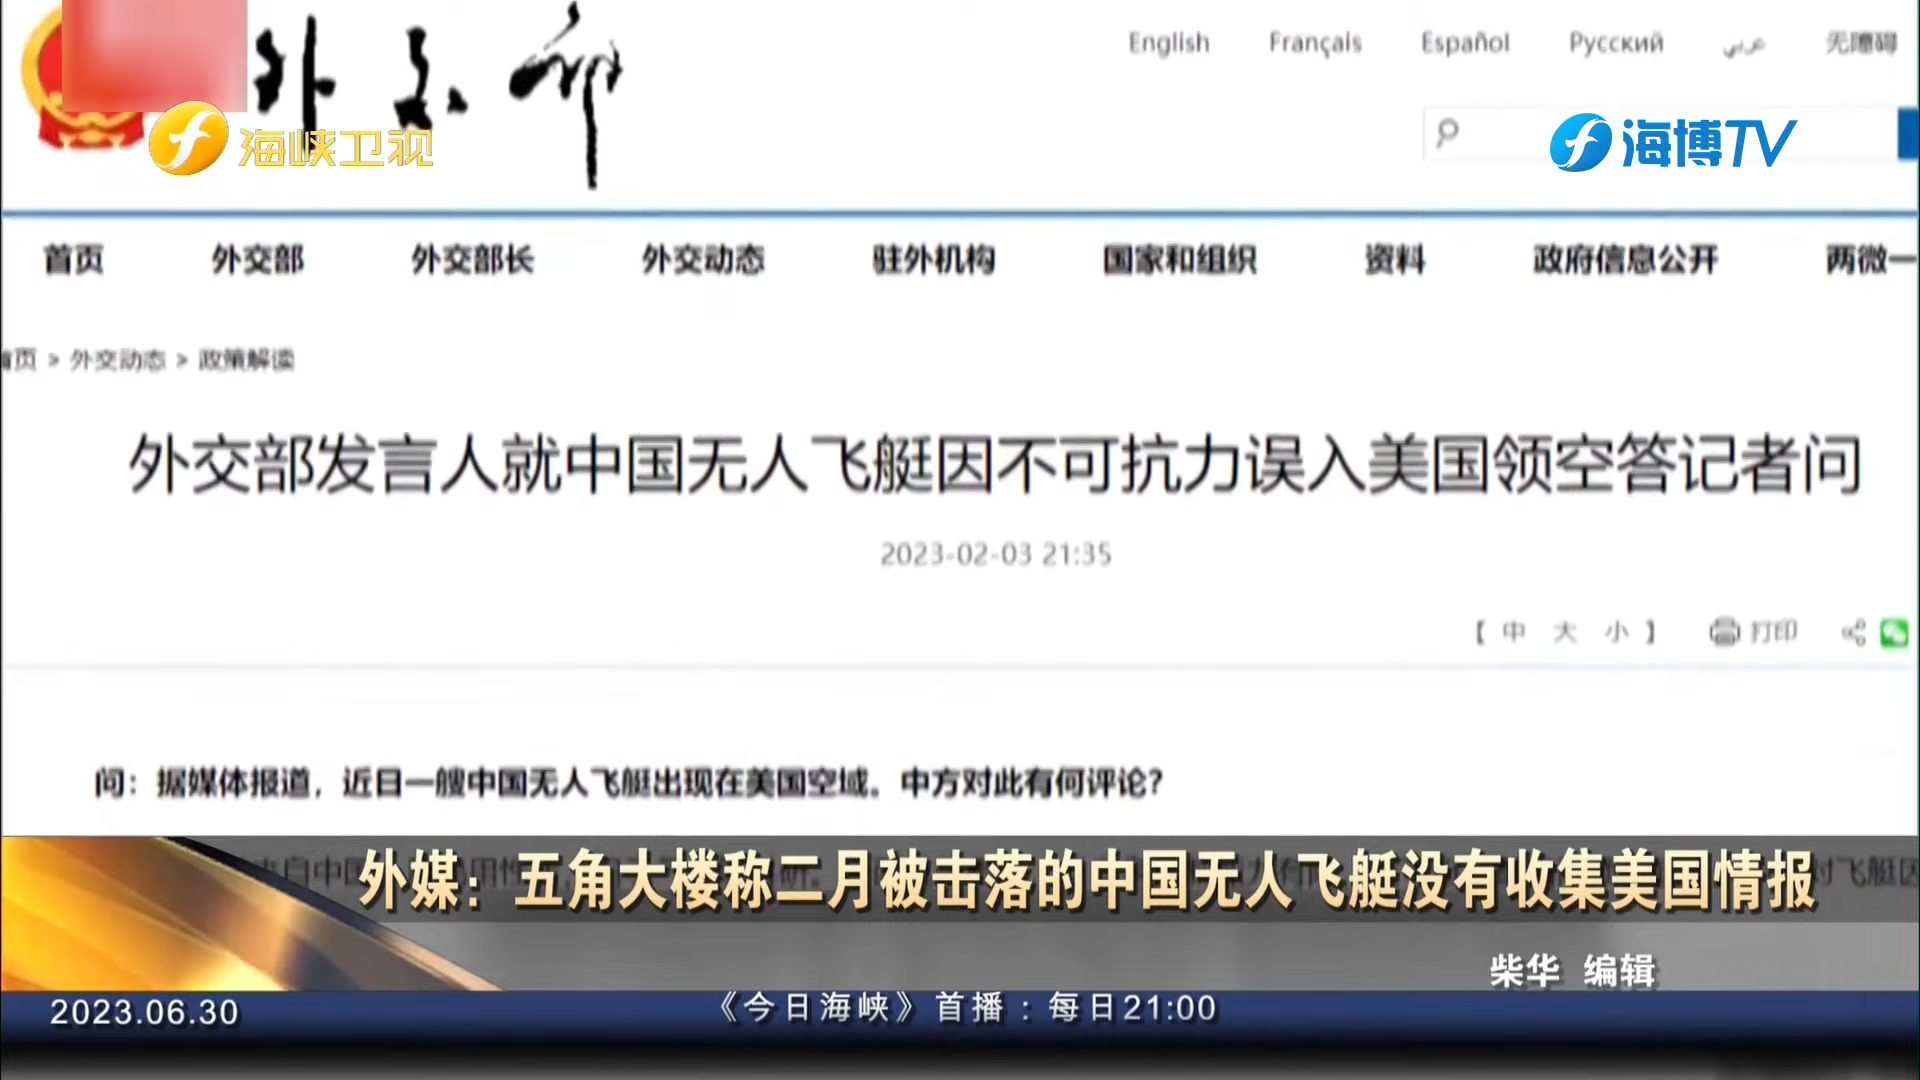 外交部
English Français Español Русский عربي 无障碍
海峡卫视
海博TV
首页 外交部 外交部长 外交动态 驻外机构 国家和组织 资料 政府信息公开 两微一
首页 > 外交动态 > 政策解读
外交部发言人就中国无人飞艇因不可抗力误入美国领空答记者问
2023-02-03 21:35
【 中 大 小 】 打印
问：据媒体报道，近日一艘中国无人飞艇出现在美国空域。中方对此有何评论？
外媒：五角大楼称二月被击落的中国无人飞艇没有收集美国情报
柴华 编辑
2023.06.30
《今日海峡》首播：每日21:00